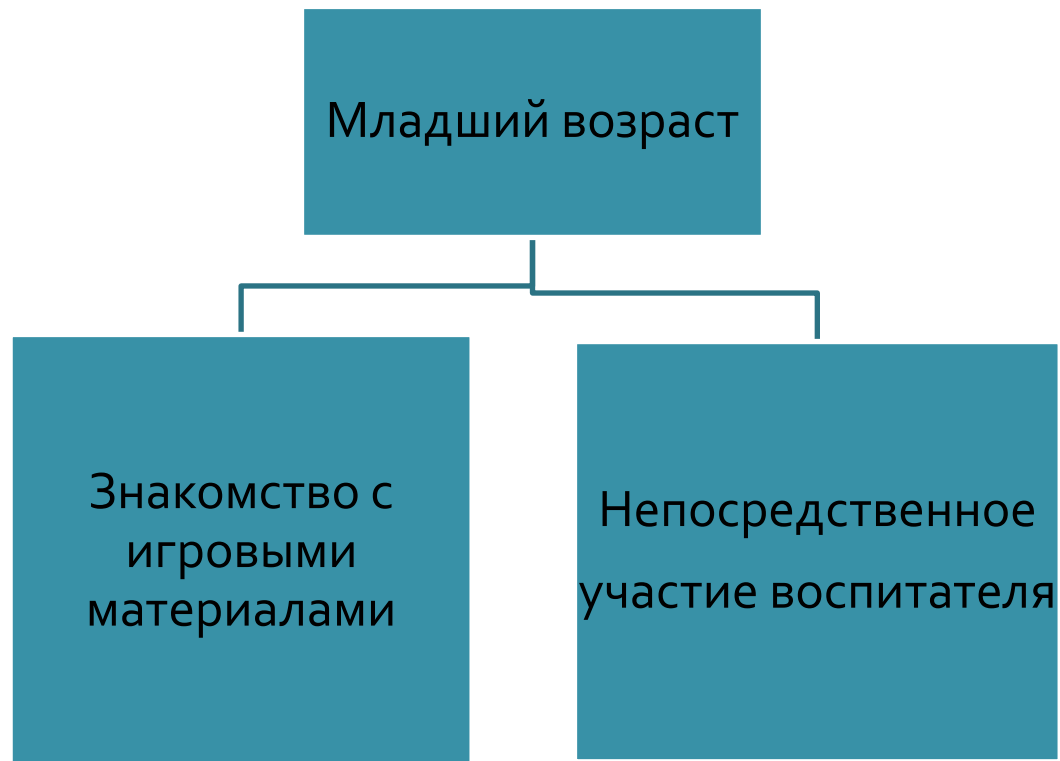 Младший возраст
Знакомство с
игровыми
материалами
Непосредственное
участие воспитателя